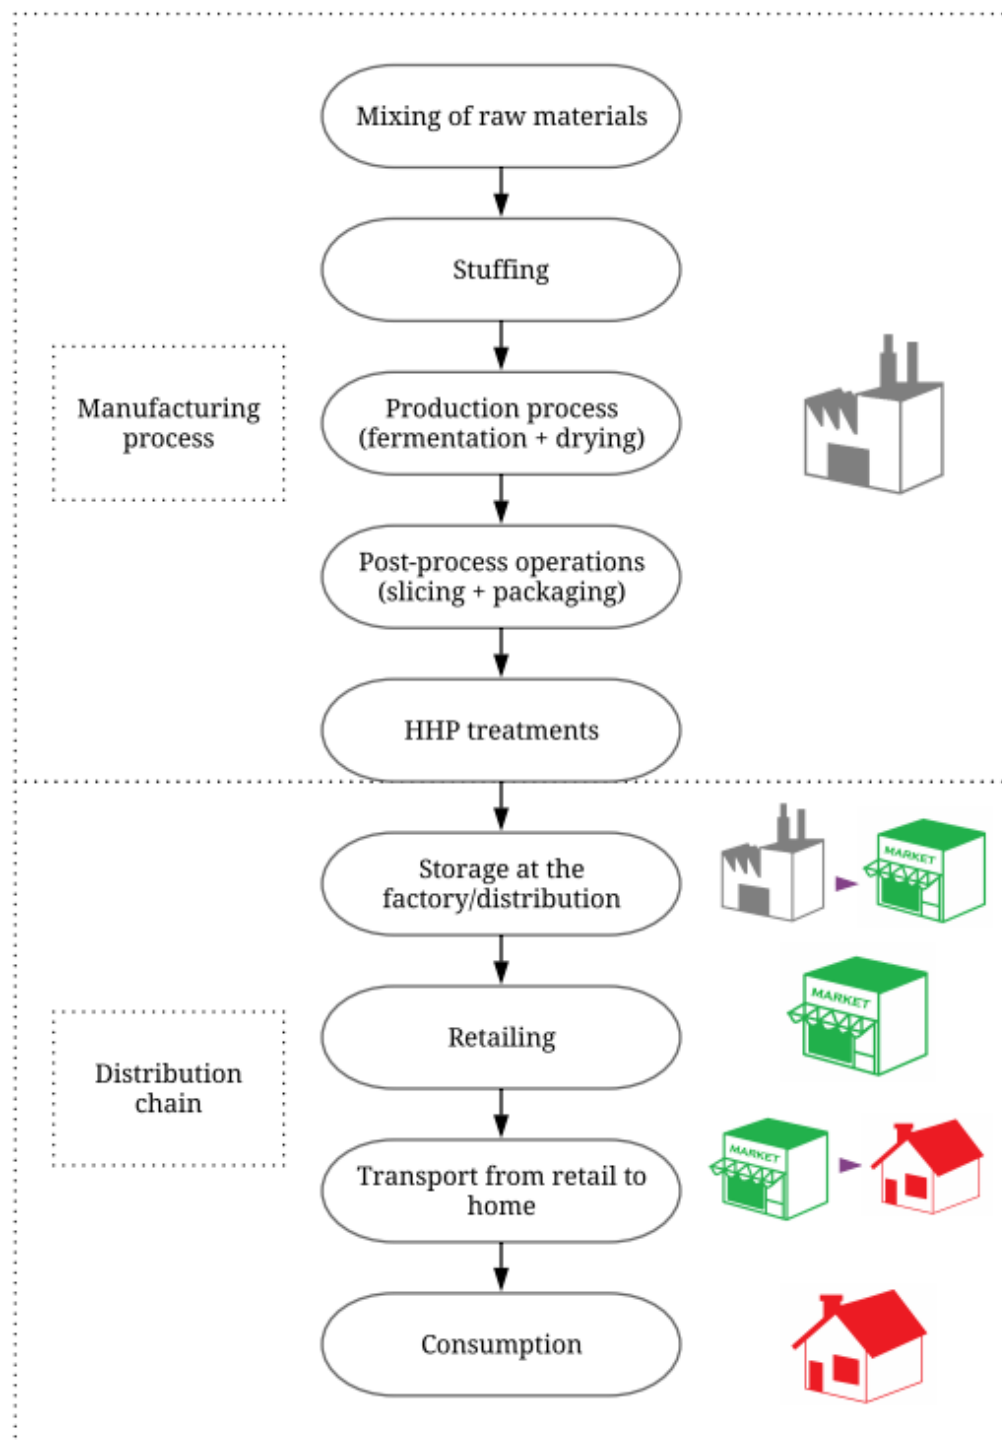 Mixing of raw materials
Stuffing
Manufacturing
process
Production process
(fermentation + drying)
Post-process operations
(slicing + packaging)
HHP treatments
Storage at the
factory/distribution
MARKET
Retailing
MARKET
Distribution
chain
Transport from retail to
home
MARKET
Consumption